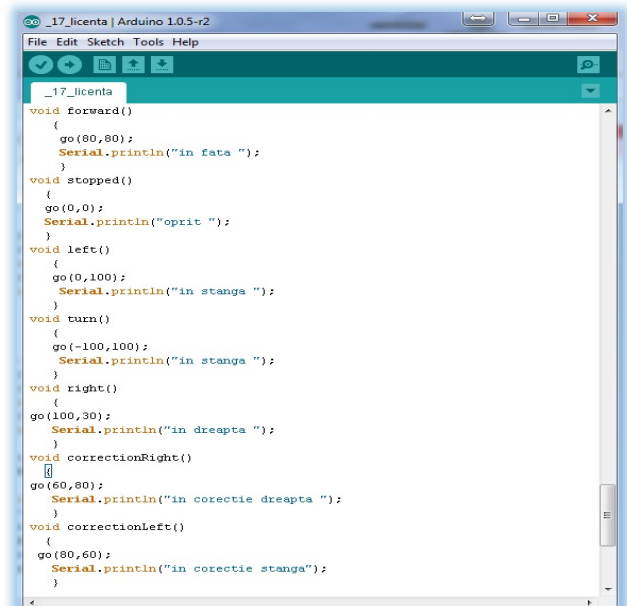 _17_licenta | Arduino 1.0.5-r2
File Edit Sketch Tools Help
_17_licenta
void forward()
{
go(80,80);
Serial.println("in fata ");
}
void stopped()
{
go(0,0);
Serial.println("oprit ");
}
void left()
{
go(0,100);
Serial.println("in stanga ");
}
void turn()
{
go(-100,100);
Serial.println("in stanga ");
}
void right()
{
go(100,30);
Serial.println("in dreapta ");
}
void correctionRight()
{
go(60,80);
Serial.println("in corectie dreapta ");
}
void correctionLeft()
{
go(80,60);
Serial.println("in corectie stanga");
}